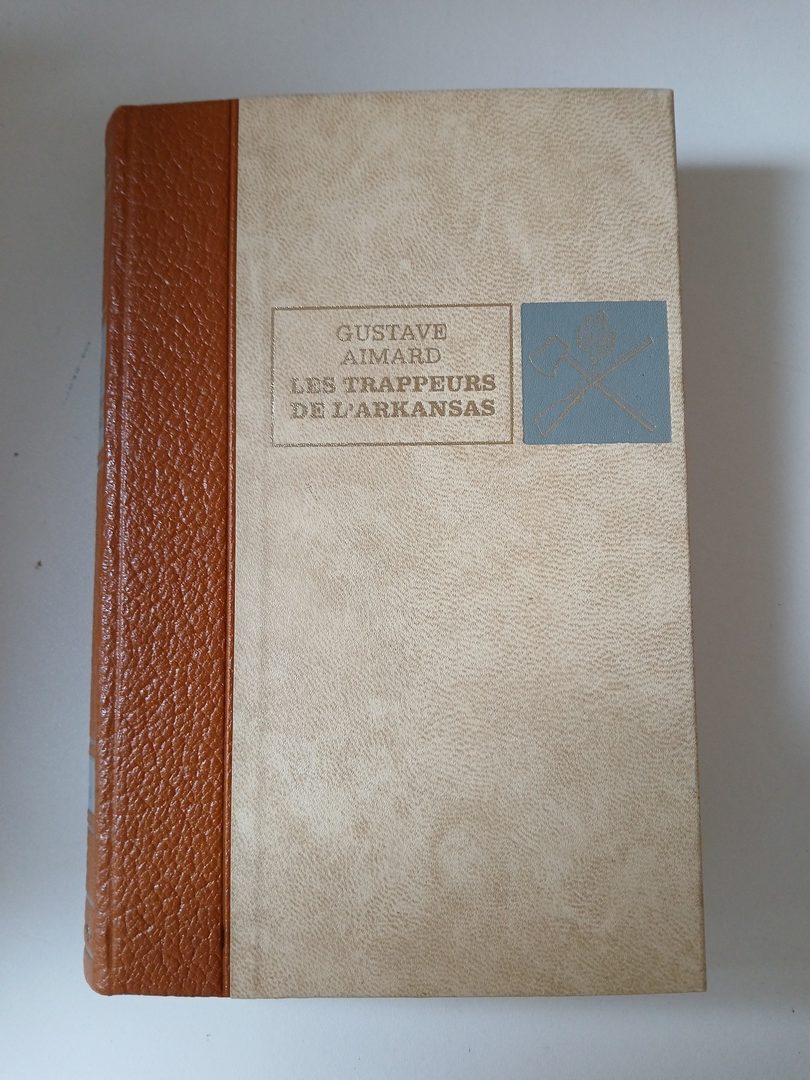 GUSTAVE
AIMARD
LES TRAPPEURS
DE L'ARKANSAS